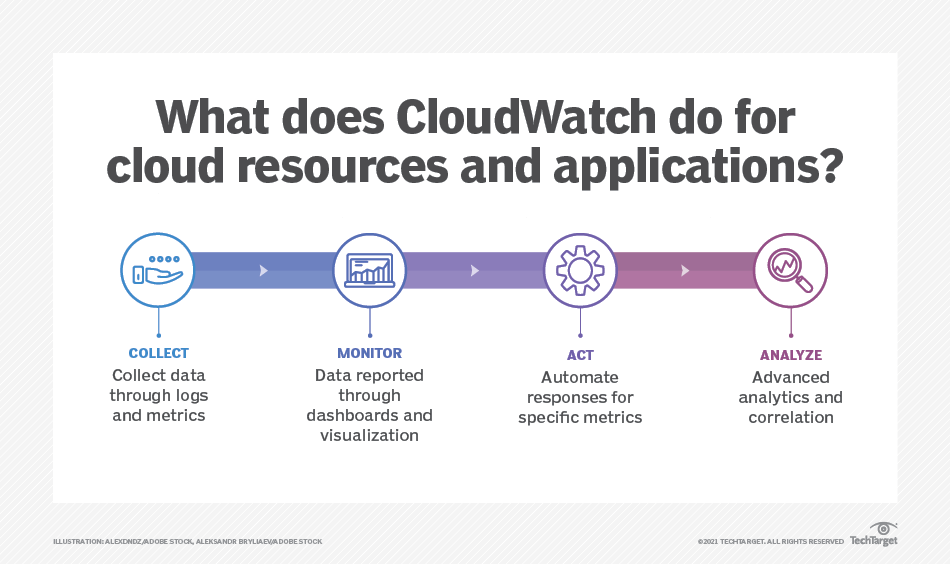 What does CloudWatch do for
cloud resources and applications?
COLLECT
Collect data
through logs
and metrics
MONITOR
Data reported
through
dashboards and
visualization
ACT
Automate
responses for
specific metrics
ANALYZE
Advanced
analytics and
correlation
ILLUSTRATION: ALEXDNDZ/ADOBE STOCK, ALEKSANDR BRYLIAEV/ADOBE STOCK
©2021 TECHTARGET. ALL RIGHTS RESERVED
TechTarget